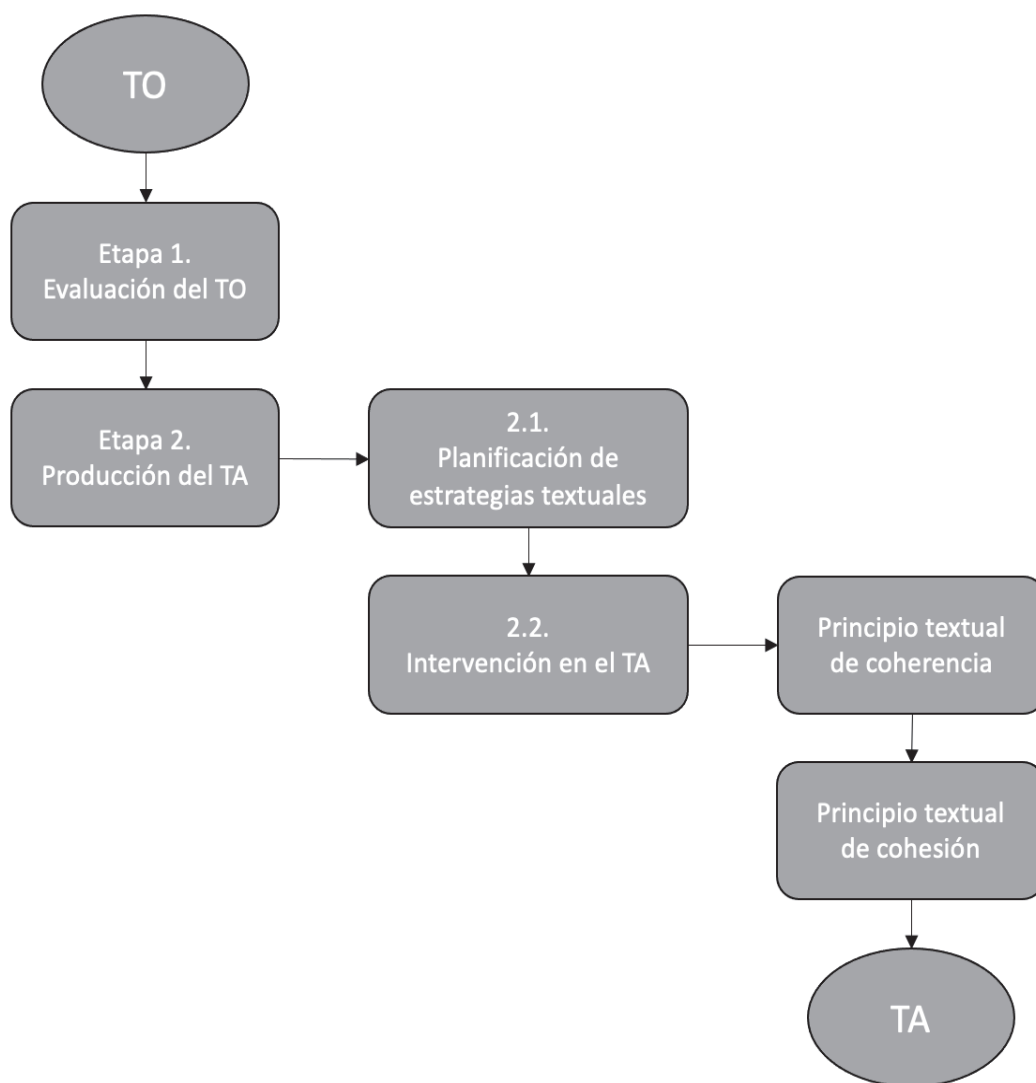 TO
Etapa 1.
Evaluación del TO
Etapa 2.
Producción del TA
2.1.
Planificación de
estrategias textuales
2.2.
Intervención en el TA
Principio textual
de coherencia
Principio textual
de cohesión
TA